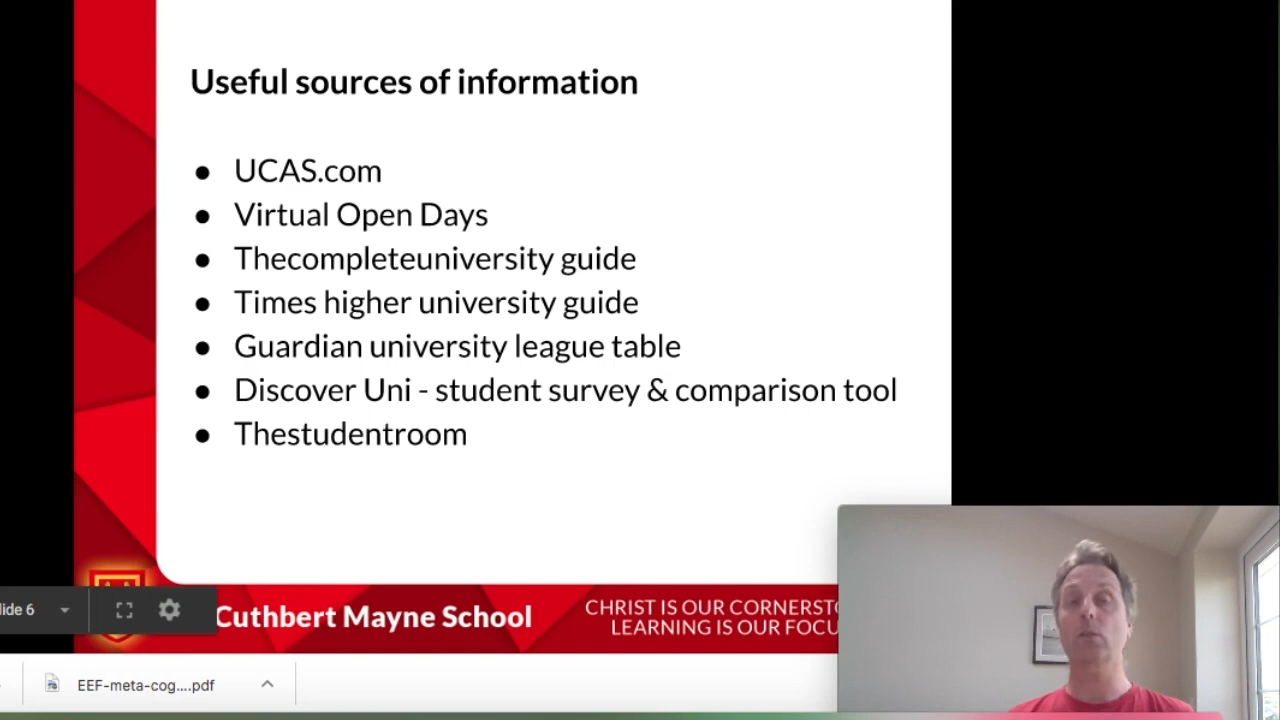 Useful sources of information
● UCAS.com
● Virtual Open Days
● Thecompleteuniversity guide
● Times higher university guide
● Guardian university league table
● Discover Uni - student survey & comparison tool
● Thestudentroom
lide 6
Cuthbert Mayne School
CHRIST IS OUR CORNERSTO
LEARNING IS OUR FOCU
EEF-meta-cog....pdf